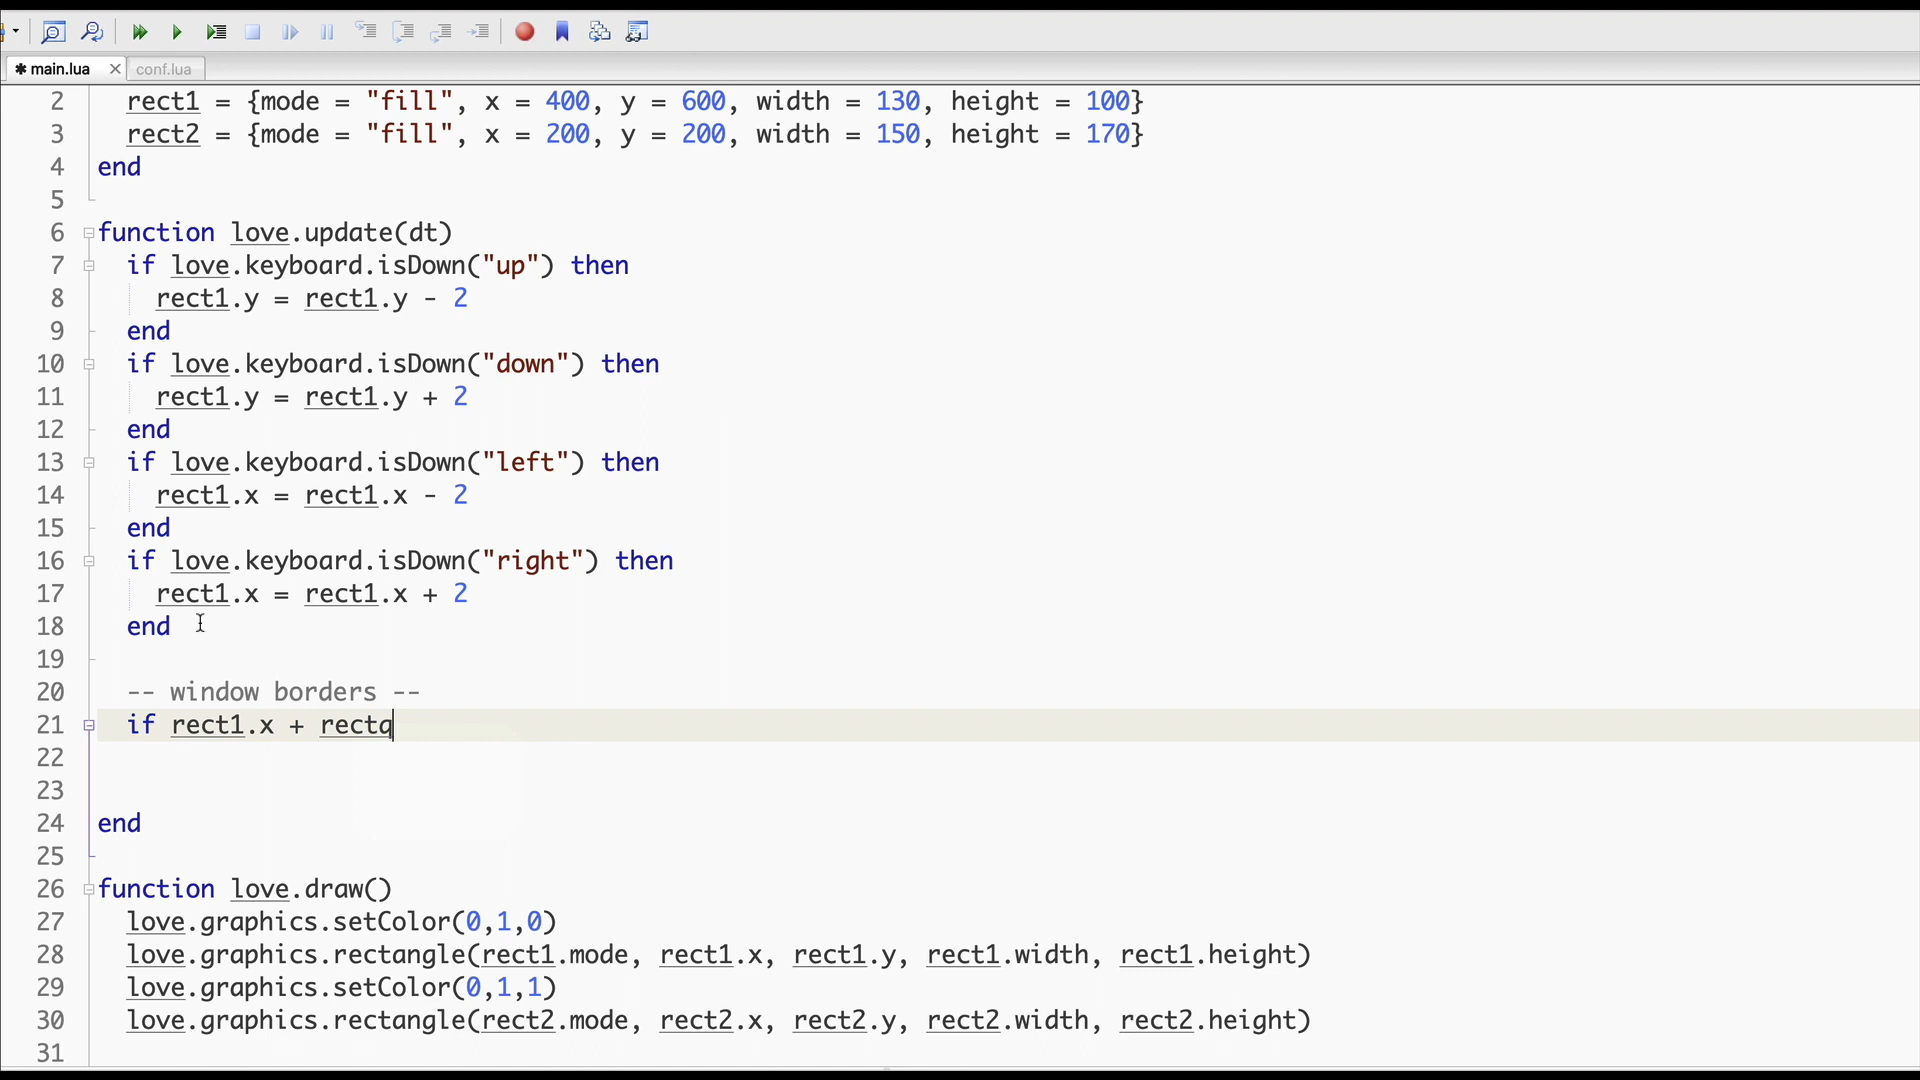 main.lua conf.lua
2 rect1 = {mode = "fill", x = 400, y = 600, width = 130, height = 100}
3 rect2 = {mode = "fill", x = 200, y = 200, width = 150, height = 170}
4 end
5
6 function love.update(dt)
7 if love.keyboard.isDown("up") then
8 rect1.y = rect1.y - 2
9 end
10 if love.keyboard.isDown("down") then
11 rect1.y = rect1.y + 2
12 end
13 if love.keyboard.isDown("left") then
14 rect1.x = rect1.x - 2
15 end
16 if love.keyboard.isDown("right") then
17 rect1.x = rect1.x + 2
18 end
19
20 -- window borders --
21 if rect1.x + rectq
22
23
24 end
25
26 function love.draw()
27 love.graphics.setColor(0,1,0)
28 love.graphics.rectangle(rect1.mode, rect1.x, rect1.y, rect1.width, rect1.height)
29 love.graphics.setColor(0,1,1)
30 love.graphics.rectangle(rect2.mode, rect2.x, rect2.y, rect2.width, rect2.height)
31